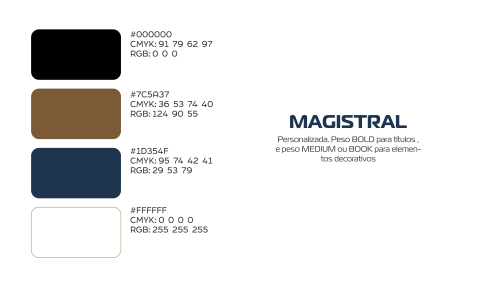 #000000
CMYK: 91 79 62 97
RGB: 0 0 0
#7C5A37
CMYK: 36 53 74 40
RGB: 124 90 55
#1D354F
CMYK: 95 74 42 41
RGB: 29 53 79
#FFFFFF
CMYK: 0 0 0 0
RGB: 255 255 255
MAGISTRAL
Personalizada. Peso BOLD para títulos ,
e peso MEDIUM ou BOOK para elemen-
tos decorativos